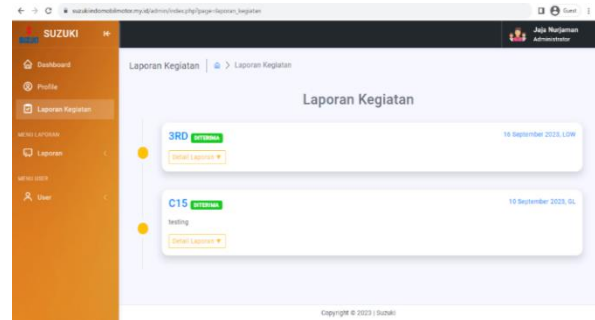 suzukiindomobilmotor.my.id/admin/index.php?page=laporan_kegiatan
Guest
SUZUKI
Jaja Nurjaman
Administrator
Dashboard
Profile
Laporan Kegiatan
MENU LAPORAN
Laporan
MENU USER
User
Laporan Kegiatan
Laporan Kegiatan
Laporan Kegiatan
3RD DITERIMA
16 September 2023, LGW
Detail Laporan ▼
C15 DITERIMA
10 September 2023, GL
testing
Detail Laporan ▼
Copyright © 2023 | Suzuki